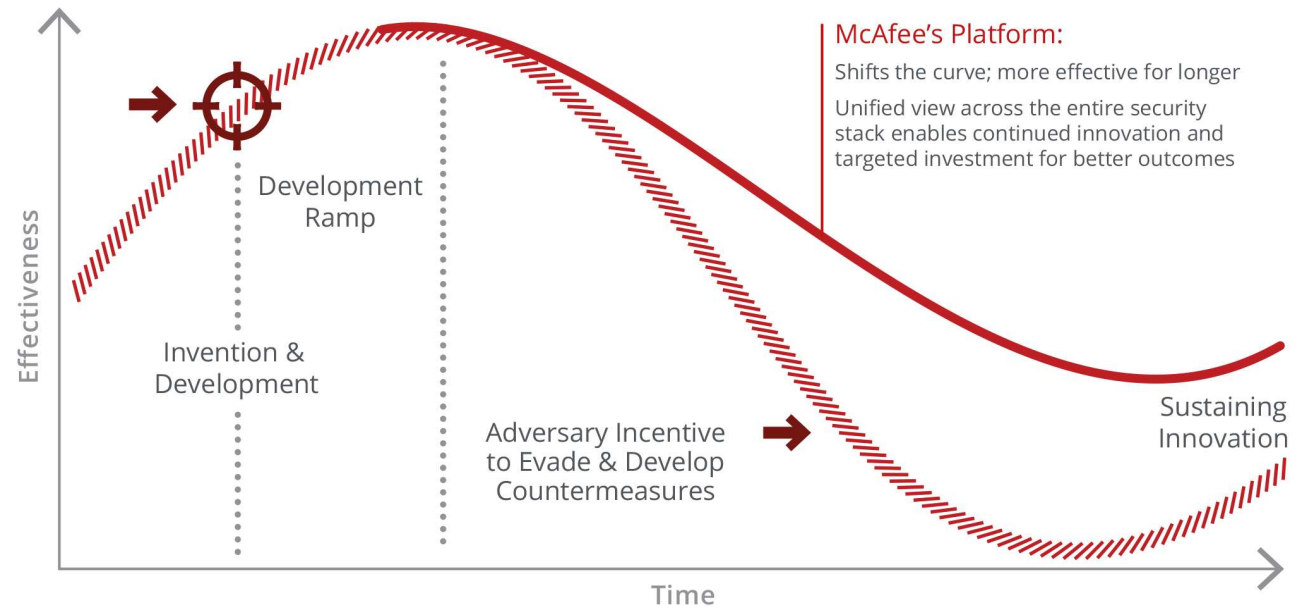 McAfee's Platform:
Shifts the curve; more effective for longer
Unified view across the entire security
stack enables continued innovation and
targeted investment for better outcomes
Development
Ramp
Effectiveness
Invention &
Development
Adversary Incentive
to Evade & Develop
Countermeasures
Sustaining
Innovation
Time